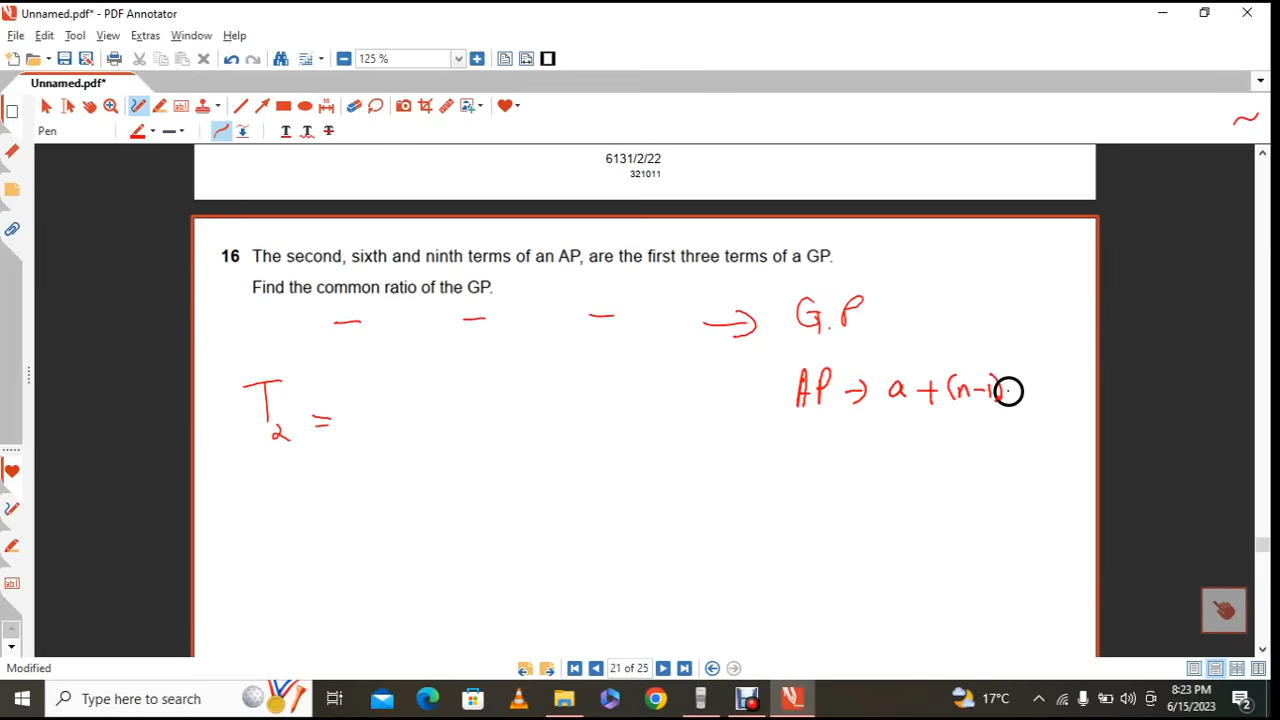 Unnamed.pdf* - PDF Annotator
File Edit Tool View Extras Window Help
125 %
Unnamed.pdf*
Pen
6131/2/22
321011
16 The second, sixth and ninth terms of an AP, are the first three terms of a GP.
Find the common ratio of the GP.
– – – → G.P
AP → a + (n-1)
T2 =
Modified
21 of 25
Type here to search
17°C
8:23 PM
6/15/2023
2